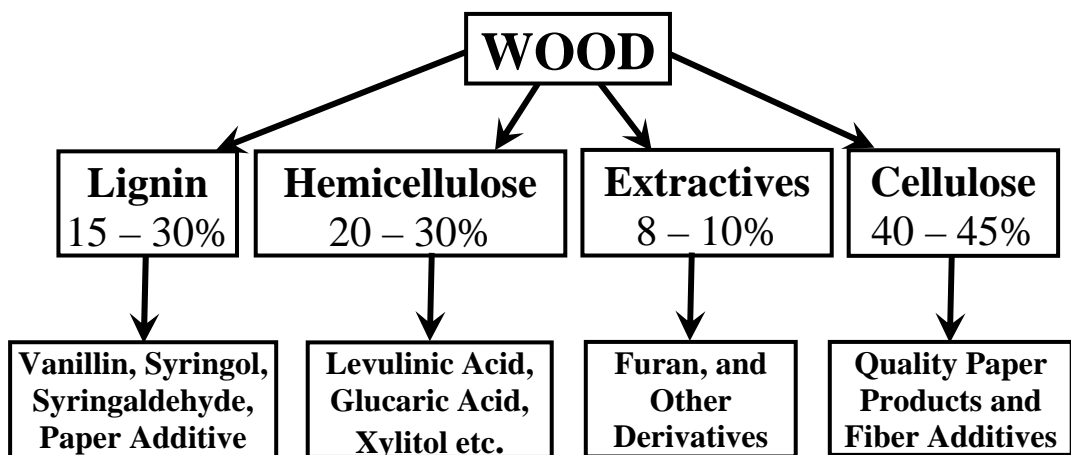 WOOD
Lignin
15 – 30%
Hemicellulose
20 – 30%
Extractives
8 – 10%
Cellulose
40 – 45%
Vanillin, Syringol,
Syringaldehyde,
Paper Additive
Levulinic Acid,
Glucaric Acid,
Xylitol etc.
Furan, and
Other
Derivatives
Quality Paper
Products and
Fiber Additives